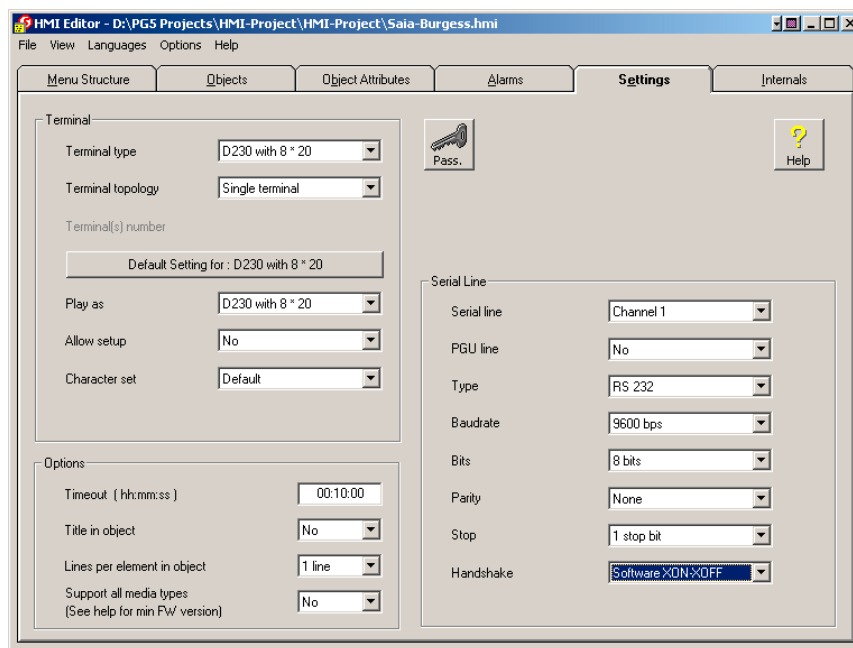 HMI Editor - D:\PG5 Projects\HMI-Project\HMI-Project\Saia-Burgess.hmi
File View Languages Options Help
Menu Structure Objects Object Attributes Alarms Settings Internals
Terminal
Terminal type D230 with 8 * 20
Terminal topology Single terminal
Terminal(s) number
Default Setting for : D230 with 8 * 20
Play as D230 with 8 * 20
Allow setup No
Character set Default
Pass.
?
Help
Options
Timeout ( hh:mm:ss ) 00:10:00
Title in object No
Lines per element in object 1 line
Support all media types
(See help for min FW version) No
Serial Line
Serial line Channel 1
PGU line No
Type RS 232
Baudrate 9600 bps
Bits 8 bits
Parity None
Stop 1 stop bit
Handshake Software XON-XOFF